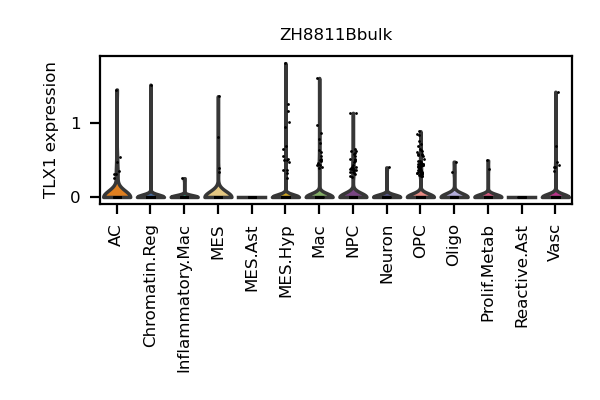 ZH8811Bbulk
TLX1 expression
1
0
AC
Chromatin.Reg
Inflammatory.Mac
MES
MES.Ast
MES.Hyp
Mac
NPC
Neuron
OPC
Oligo
Prolif.Metab
Reactive.Ast
Vasc